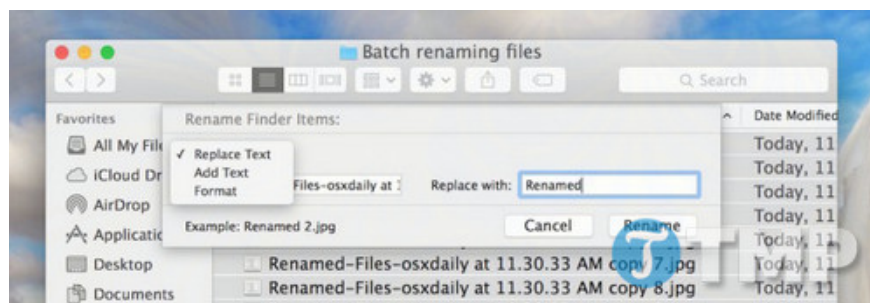 Batch renaming files
Search
Favorites
Rename Finder Items:
Date Modified
All My File
Replace Text
Today, 11
iCloud Dr
Add Text
Files-osxdaily at
Replace with:
Renamed
Today, 11
Format
Today, 11
AirDrop
Example: Renamed 2.jpg
Cancel
Rename
Today, 11
Applicatio
Today, 11
Desktop
Renamed-Files-osxdaily at 11.30.33 AM copy 7.jpg
Today, 11
Documents
Renamed-Files-osxdaily at 11.30.33 AM copy 8.jpg
Today, 11
TMP